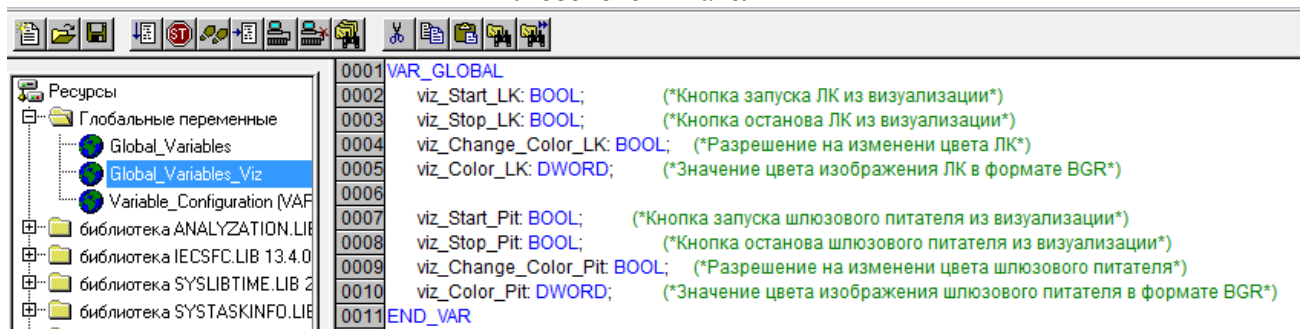 Ресурсы
Глобальные переменные
Global_Variables
Global_Variables_Viz
Variable_Configuration (VAF
библиотека ANALYZATION.LIE
библиотека IECSFC.LIB 13.4.0
библиотека SYSLIBTIME.LIB 2
библиотека SYSTASKINFO.LIE
0001 VAR_GLOBAL
0002 viz_Start_LK: BOOL; (*Кнопка запуска ЛК из визуализации*)
0003 viz_Stop_LK: BOOL; (*Кнопка останова ЛК из визуализации*)
0004 viz_Change_Color_LK: BOOL; (*Разрешение на изменени цвета ЛК*)
0005 viz_Color_LK: DWORD; (*Значение цвета изображения ЛК в формате BGR*)
0006
0007 viz_Start_Pit: BOOL; (*Кнопка запуска шлюзового питателя из визуализации*)
0008 viz_Stop_Pit: BOOL; (*Кнопка останова шлюзового питателя из визуализации*)
0009 viz_Change_Color_Pit: BOOL; (*Разрешение на изменени цвета шлюзового питателя*)
0010 viz_Color_Pit: DWORD; (*Значение цвета изображения шлюзового питателя в формате BGR*)
0011 END_VAR